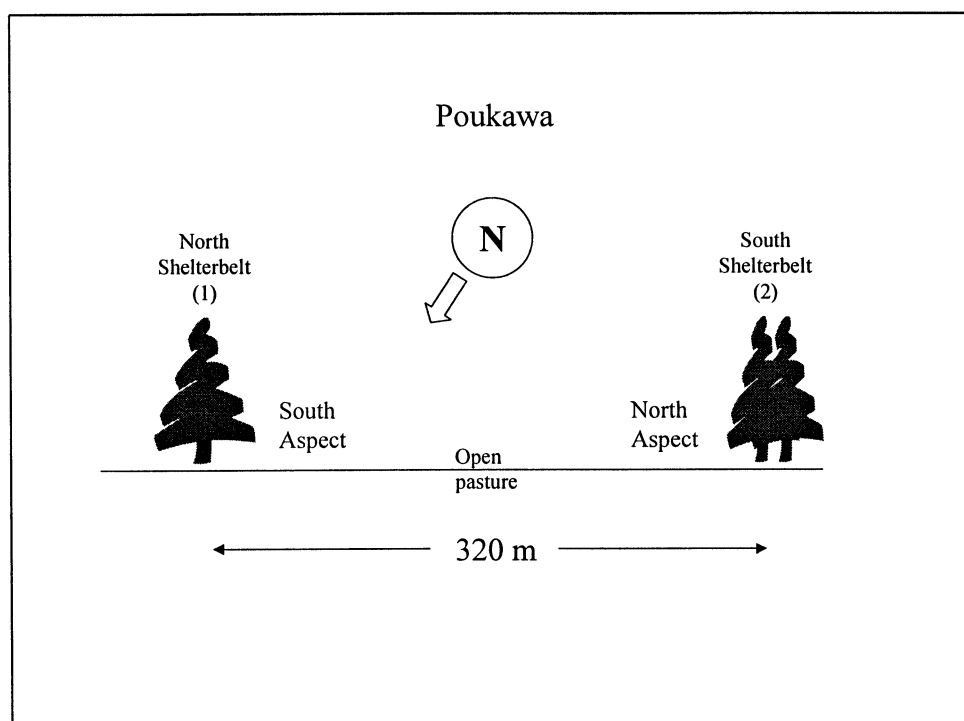 Poukawa
N
North
Shelterbelt
(1)
South
Shelterbelt
(2)
South
Aspect
North
Aspect
Open
pasture
320 m